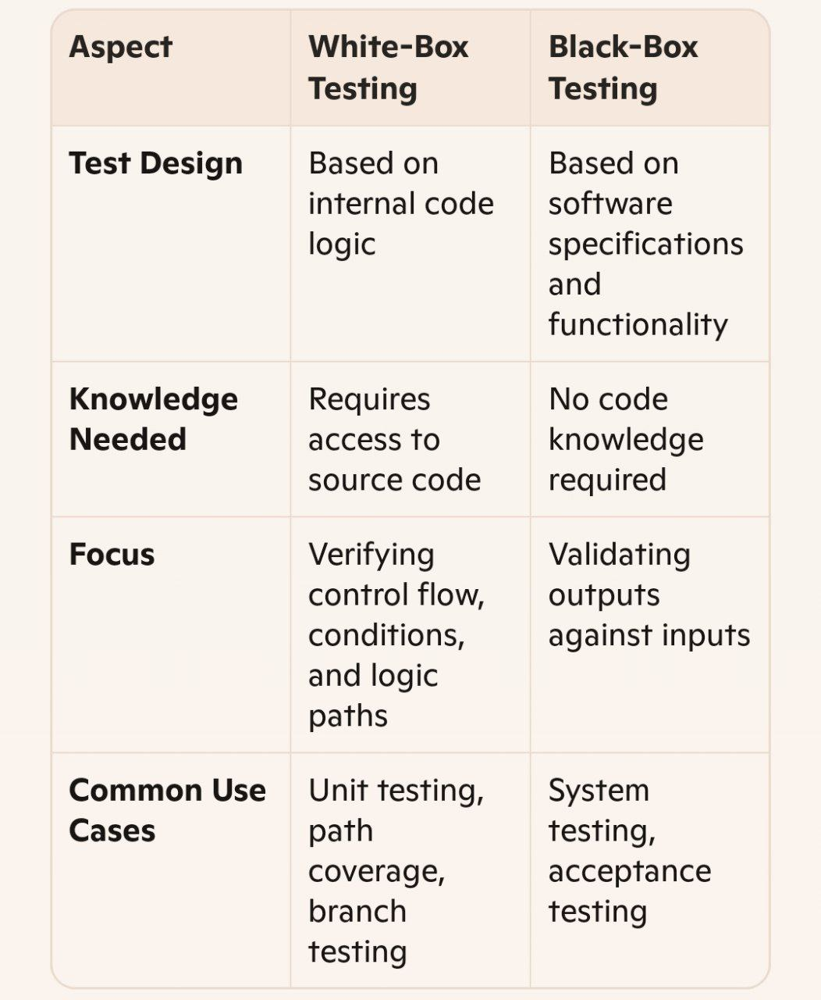 Aspect
White-Box
Testing
Black-Box
Testing
Test Design
Based on
internal code
logic
Based on
software
specifications
and
functionality
Knowledge
Needed
Requires
access to
source code
No code
knowledge
required
Focus
Verifying
control flow,
conditions,
and logic
paths
Validating
outputs
against inputs
Common Use
Cases
Unit testing,
path
coverage,
branch
testing
System
testing,
acceptance
testing